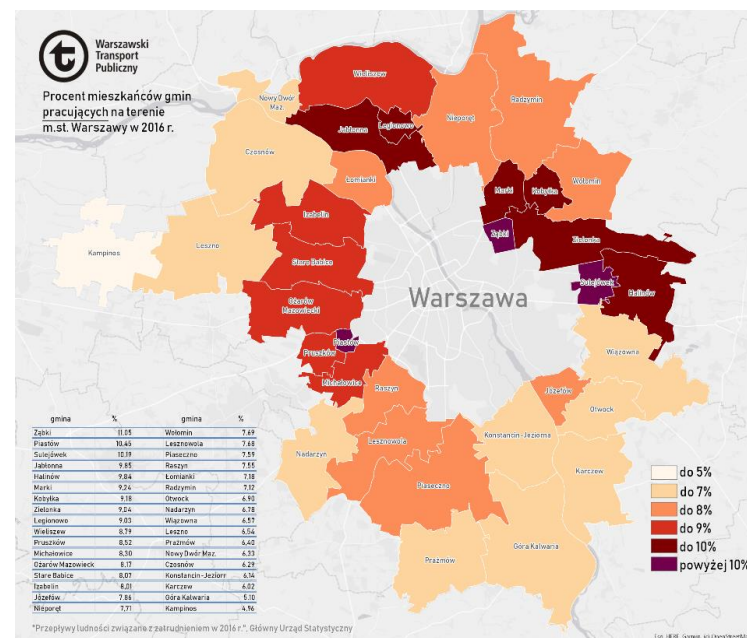 Warszawski
Transport
Publiczny
Procent mieszkańców gmin
pracujących na terenie
m.st. Warszawy w 2016 r.
Wieliszew
Nowy Dwór
Maz.
Jabłonna
Legionowo
Nieporęt
Radzymin
Czosnów
Łomianki
Marki
Kobyłka
Wołomin
Izabelin
Ząbki
Zielonka
Leszno
Kampinos
Stare Babice
Sulejówek
Halinów
Ożarów
Mazowiecki
Warszawa
Piastów
Pruszków
Michałowice
Wiązowna
Raszyn
Józefów
Otwock
Lesznowola
Konstancin-Jeziorna
Nadarzyn
Piaseczno
Karczew
Prażmów
Góra Kalwaria
gmina % gmina %
Ząbki 11.05 Wołomin 7.69
Piastów 10.45 Lesznowola 7.68
Sulejówek 10.19 Piaseczno 7.59
Jabłonna 9.85 Raszyn 7.55
Halinów 9.84 Łomianki 7.18
Marki 9.24 Radzymin 7.12
Kobyłka 9.18 Otwock 6.90
Zielonka 9.04 Nadarzyn 6.78
Legionowo 9.03 Wiązowna 6.57
Wieliszew 8.79 Leszno 6.54
Pruszków 8.52 Prażmów 6.40
Michałowice 8.30 Nowy Dwór Maz. 6.33
Ożarów Mazowieck 8.17 Czosnów 6.29
Stare Babice 8.07 Konstancin-Jeziorr 6.14
Izabelin 8.01 Karczew 6.02
Józefów 7.86 Góra Kalwaria 5.10
Nieporęt 7.71 Kampinos 4.96
do 5%
do 7%
do 8%
do 9%
do 10%
powyżej 10%
"Przepływy ludności związane z zatrudnieniem w 2016 r.", Główny Urząd Statystyczny
HERE, Garmin,